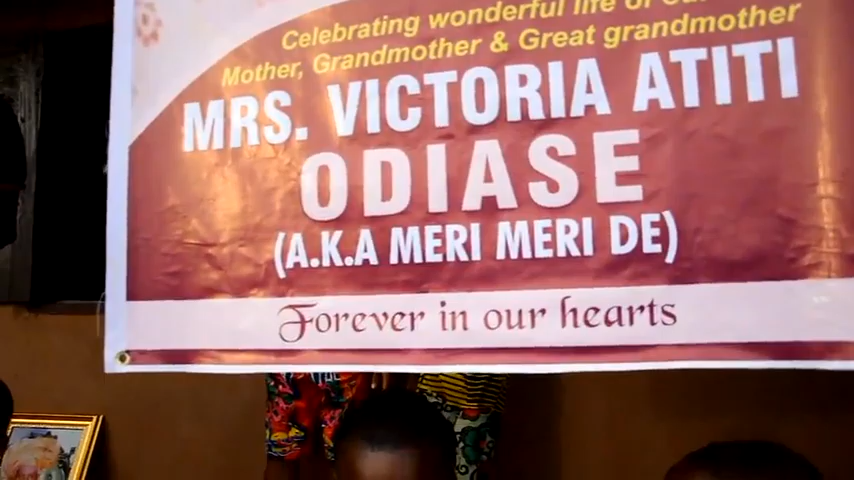 Celebrating wonderful life of
Mother, Grandmother & Great grandmother
MRS. VICTORIA ATITI
ODIASE
(A.K.A MERI MERI DE)
Forever in our hearts